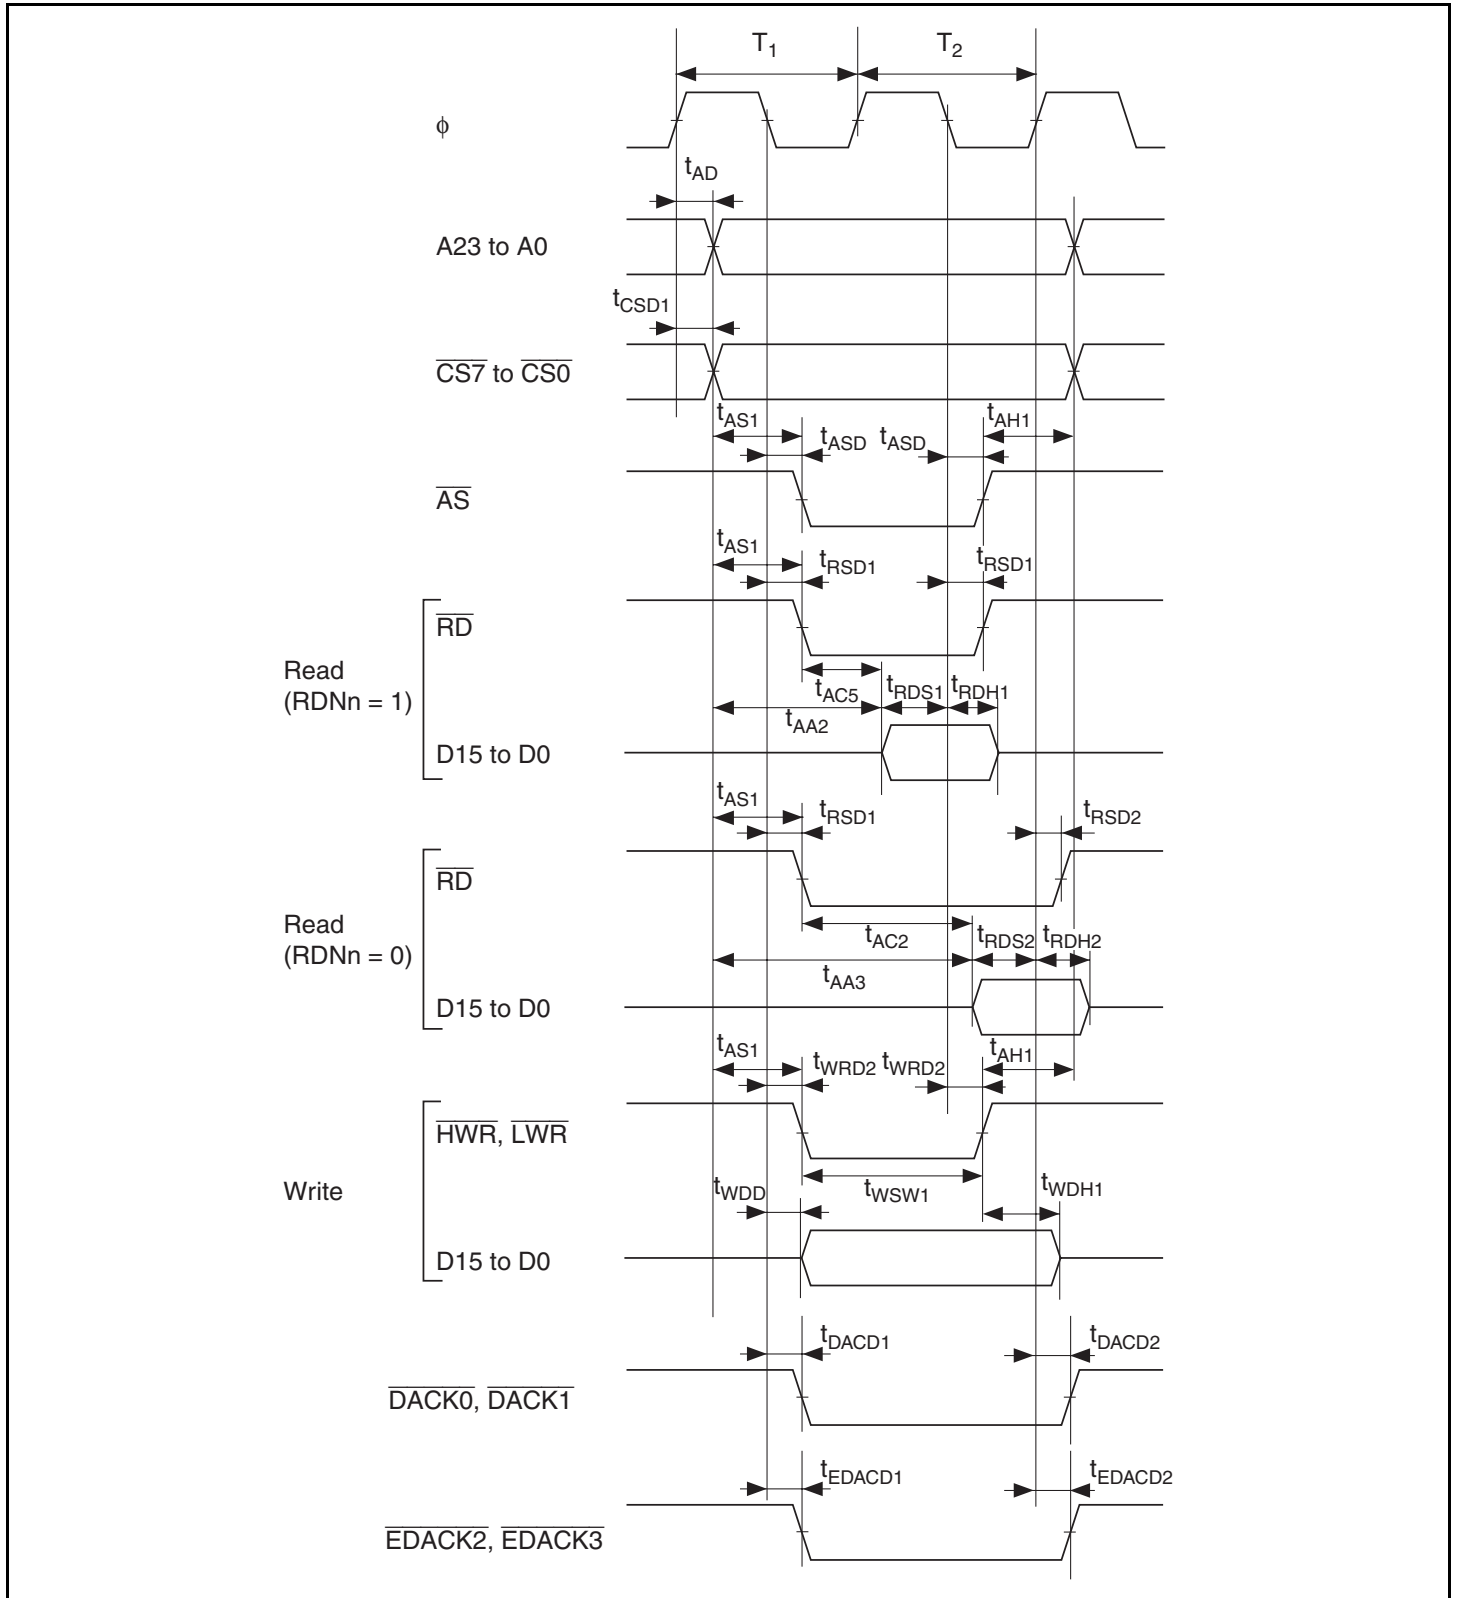 T1 T2
ϕ
tAD
A23 to A0
tCSD1
CS7 to CS0
tAS1 tASD tASD tAH1
AS
tAS1 tRSD1 tRSD1
RD
Read
(RDNn = 1)
tAC5 tRDS1 tRDH1
tAA2
D15 to D0
tAS1 tRSD1 tRSD2
RD
Read
(RDNn = 0)
tAC2 tRDS2 tRDH2
tAA3
D15 to D0
tAS1 tWRD2 tWRD2 tAH1
HWR, LWR
Write
tWDD tWSW1 tWDH1
D15 to D0
tDACD1 tDACD2
DACK0, DACK1
tEDACD1 tEDACD2
EDACK2, EDACK3